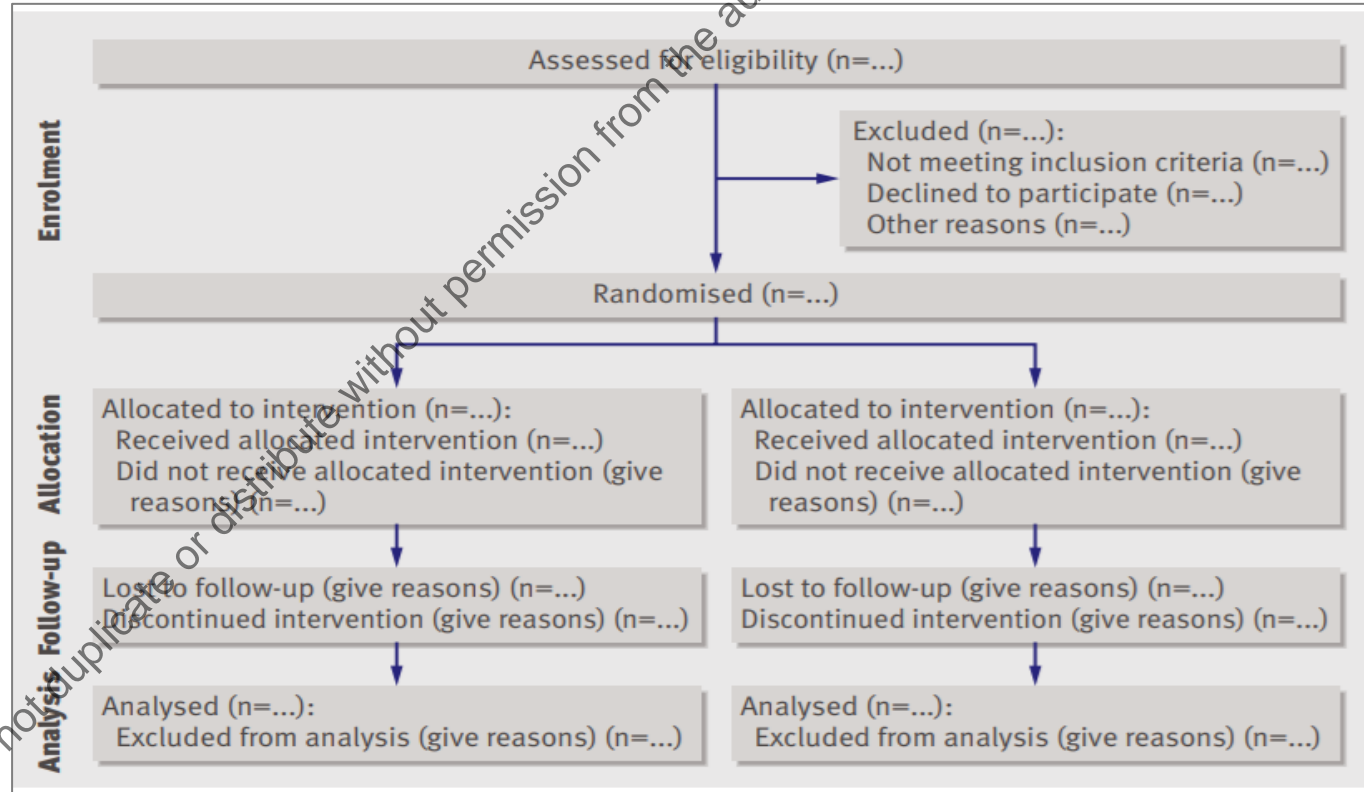 Assessed for eligibility (n=...)
Enrolment
Excluded (n=...):
Not meeting inclusion criteria (n=...)
Declined to participate (n=...)
Other reasons (n=...)
Randomised (n=...)
Allocation
Allocated to intervention (n=...):
Received allocated intervention (n=...)
Did not receive allocated intervention (give
reasons) (n=...)
Allocated to intervention (n=...):
Received allocated intervention (n=...)
Did not receive allocated intervention (give
reasons) (n=...)
Follow-up
Lost to follow-up (give reasons) (n=...)
Discontinued intervention (give reasons) (n=...)
Lost to follow-up (give reasons) (n=...)
Discontinued intervention (give reasons) (n=...)
Analysis
Analysed (n=...):
Excluded from analysis (give reasons) (n=...)
Analysed (n=...):
Excluded from analysis (give reasons) (n=...)
not duplicate or distribute without permission from the